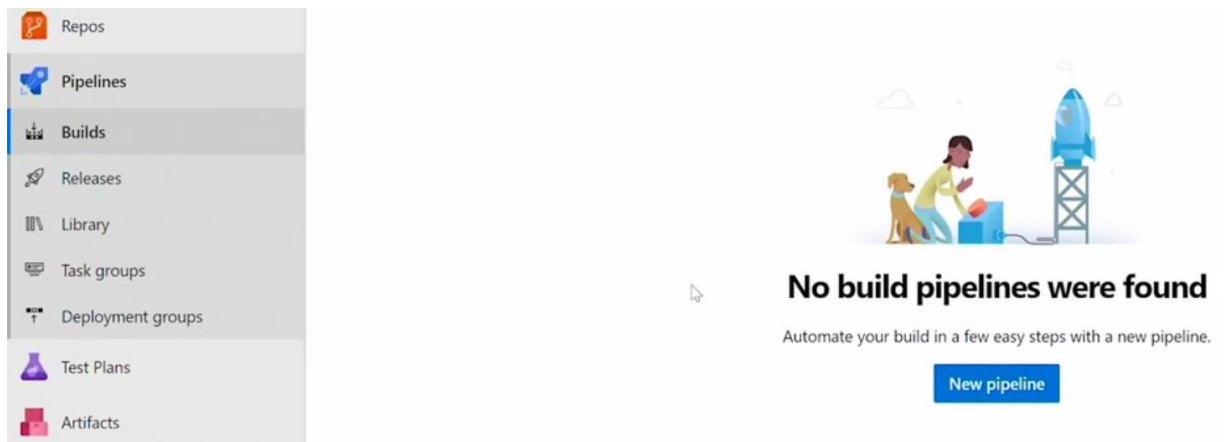 Repos
Pipelines
Builds
Releases
Library
Task groups
Deployment groups
Test Plans
Artifacts
No build pipelines were found
Automate your build in a few easy steps with a new pipeline.
New pipeline